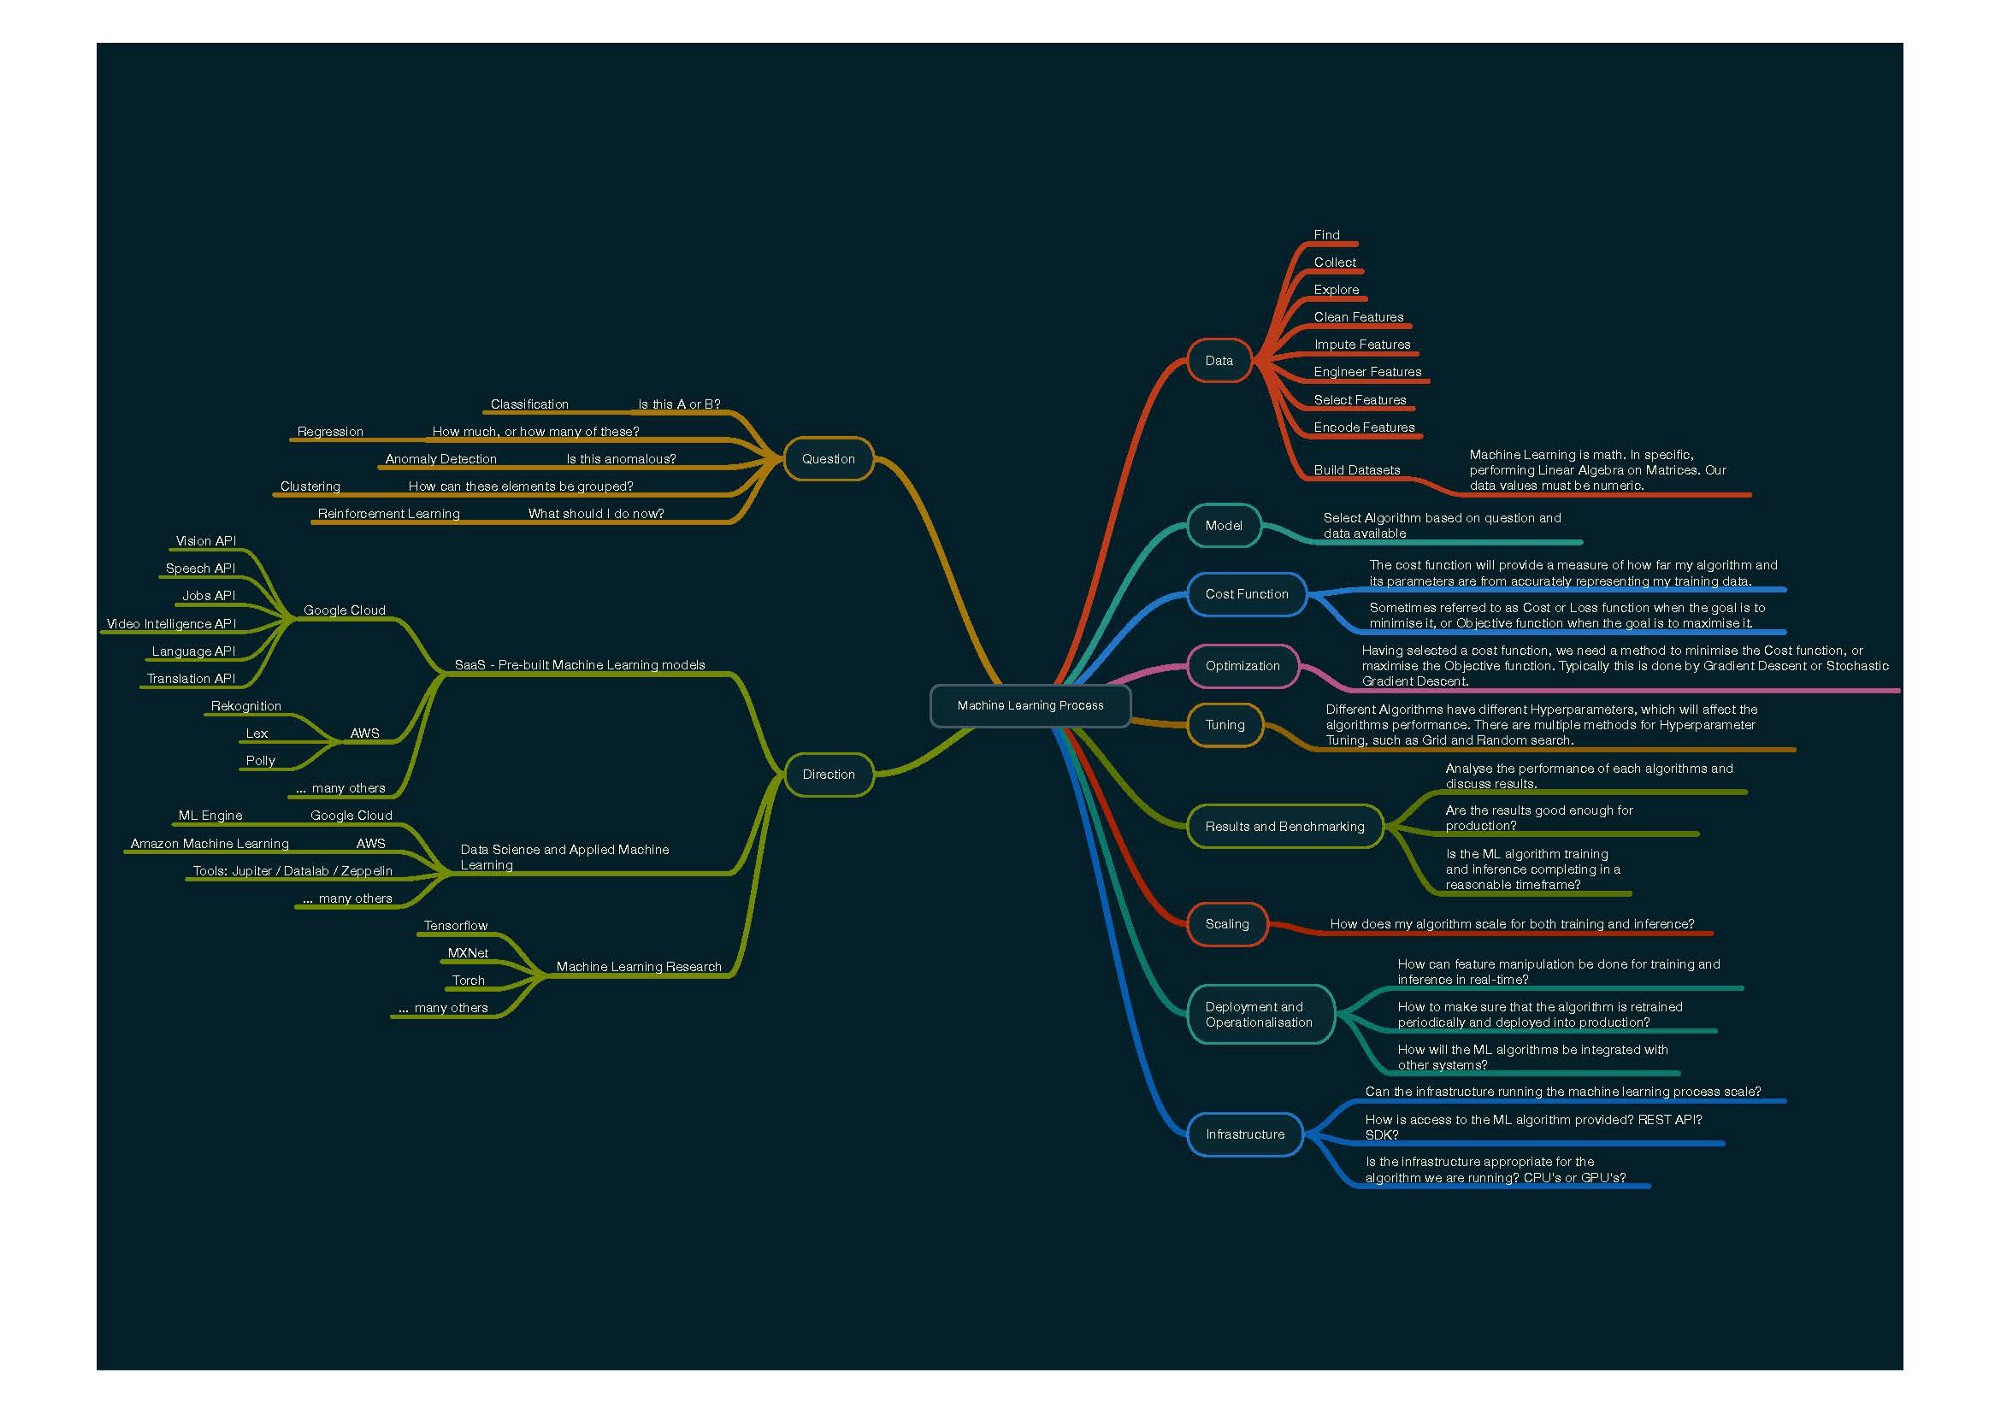 Machine Learning Process
Question
Is this A or B?
Classification
How much, or how many of these?
Regression
Is this anomalous?
Anomaly Detection
How can these elements be grouped?
Clustering
What should I do now?
Reinforcement Learning
Direction
SaaS - Pre-built Machine Learning models
Google Cloud
Vision API
Speech API
Jobs API
Video Intelligence API
Language API
Translation API
AWS
Rekognition
Lex
Polly
... many others
Data Science and Applied Machine
Learning
Google Cloud
ML Engine
AWS
Amazon Machine Learning
Tools: Jupiter / Datalab / Zeppelin
... many others
Machine Learning Research
Tensorflow
MXNet
Torch
... many others
Data
Find
Collect
Explore
Clean Features
Impute Features
Engineer Features
Select Features
Encode Features
Build Datasets
Machine Learning is math. In specific,
performing Linear Algebra on Matrices. Our
data values must be numeric.
Model
Select Algorithm based on question and
data available
Cost Function
The cost function will provide a measure of how far my algorithm and
its parameters are from accurately representing my training data.
Sometimes referred to as Cost or Loss function when the goal is to
minimise it, or Objective function when the goal is to maximise it.
Optimization
Having selected a cost function, we need a method to minimise the Cost function, or
maximise the Objective function. Typically this is done by Gradient Descent or Stochastic
Gradient Descent.
Tuning
Different Algorithms have different Hyperparameters, which will affect the
algorithms performance. There are multiple methods for Hyperparameter
Tuning, such as Grid and Random search.
Results and Benchmarking
Analyse the performance of each algorithms and
discuss results.
Are the results good enough for
production?
Is the ML algorithm training
and inference completing in a
reasonable timeframe?
Scaling
How does my algorithm scale for both training and inference?
Deployment and
Operationalisation
How can feature manipulation be done for training and
inference in real-time?
How to make sure that the algorithm is retrained
periodically and deployed into production?
How will the ML algorithms be integrated with
other systems?
Infrastructure
Can the infrastructure running the machine learning process scale?
How is access to the ML algorithm provided? REST API?
SDK?
Is the infrastructure appropriate for the
algorithm we are running? CPU's or GPU's?